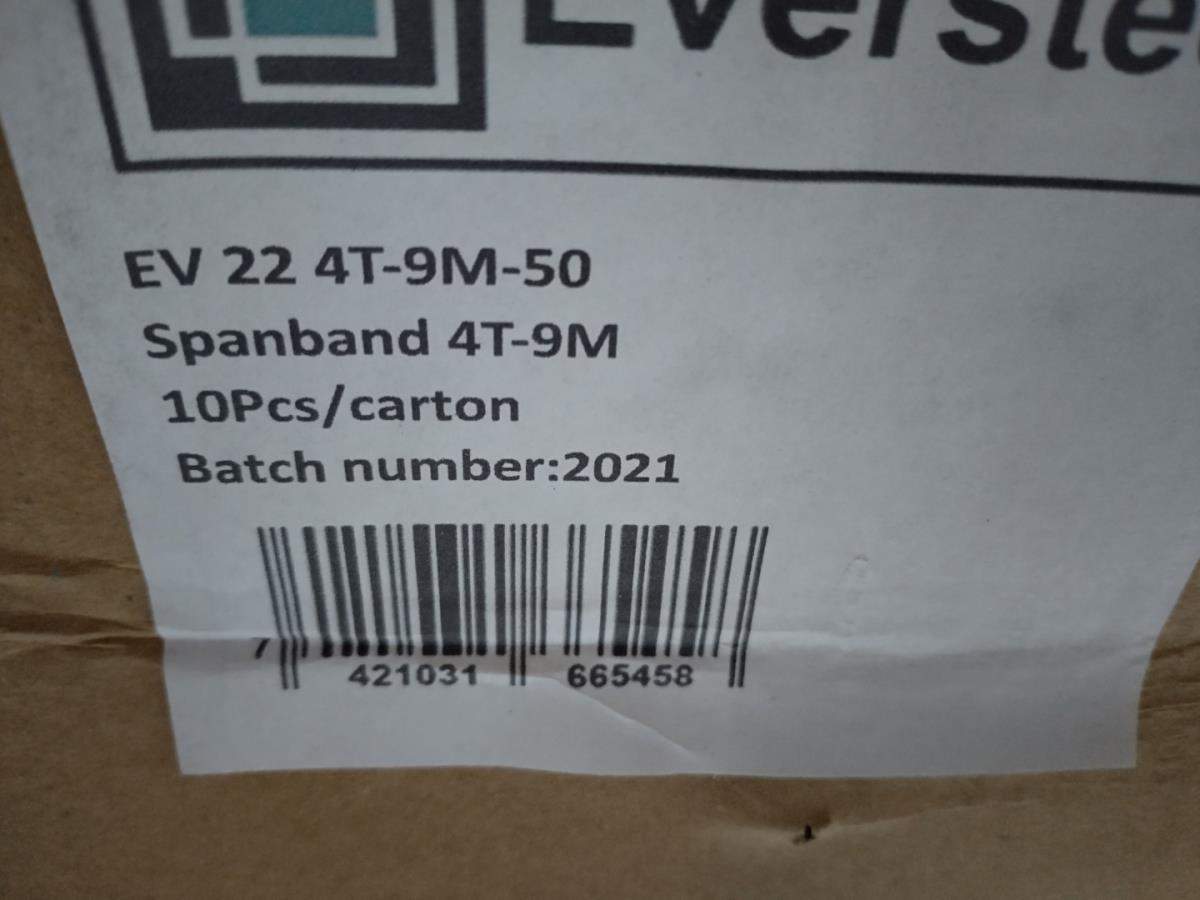 EV 22 4T-9M-50
Spanband 4T-9M
10Pcs/carton
Batch number:2021
7 421031 665458